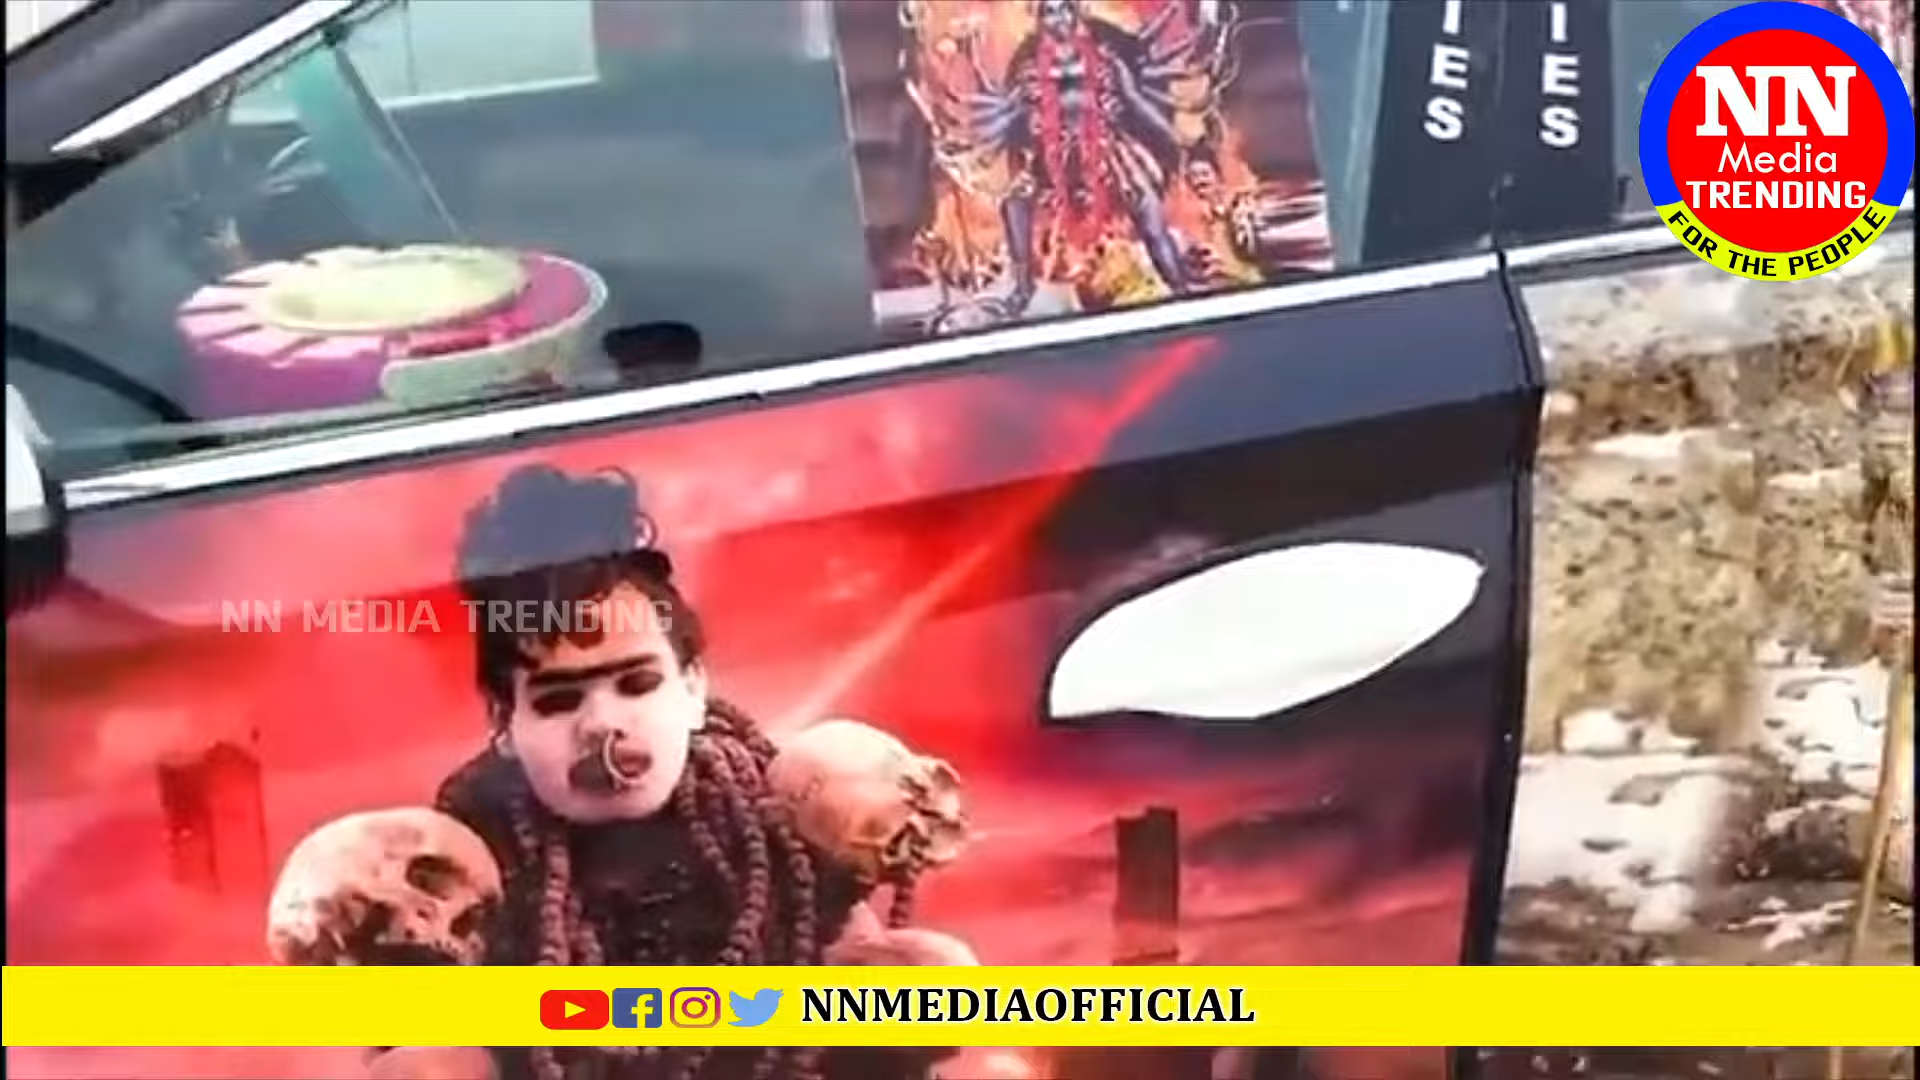 IES
IES
NN
Media
TRENDING
FOR THE PEOPLE
NN MEDIA TRENDING
NNMEDIAOFFICIAL